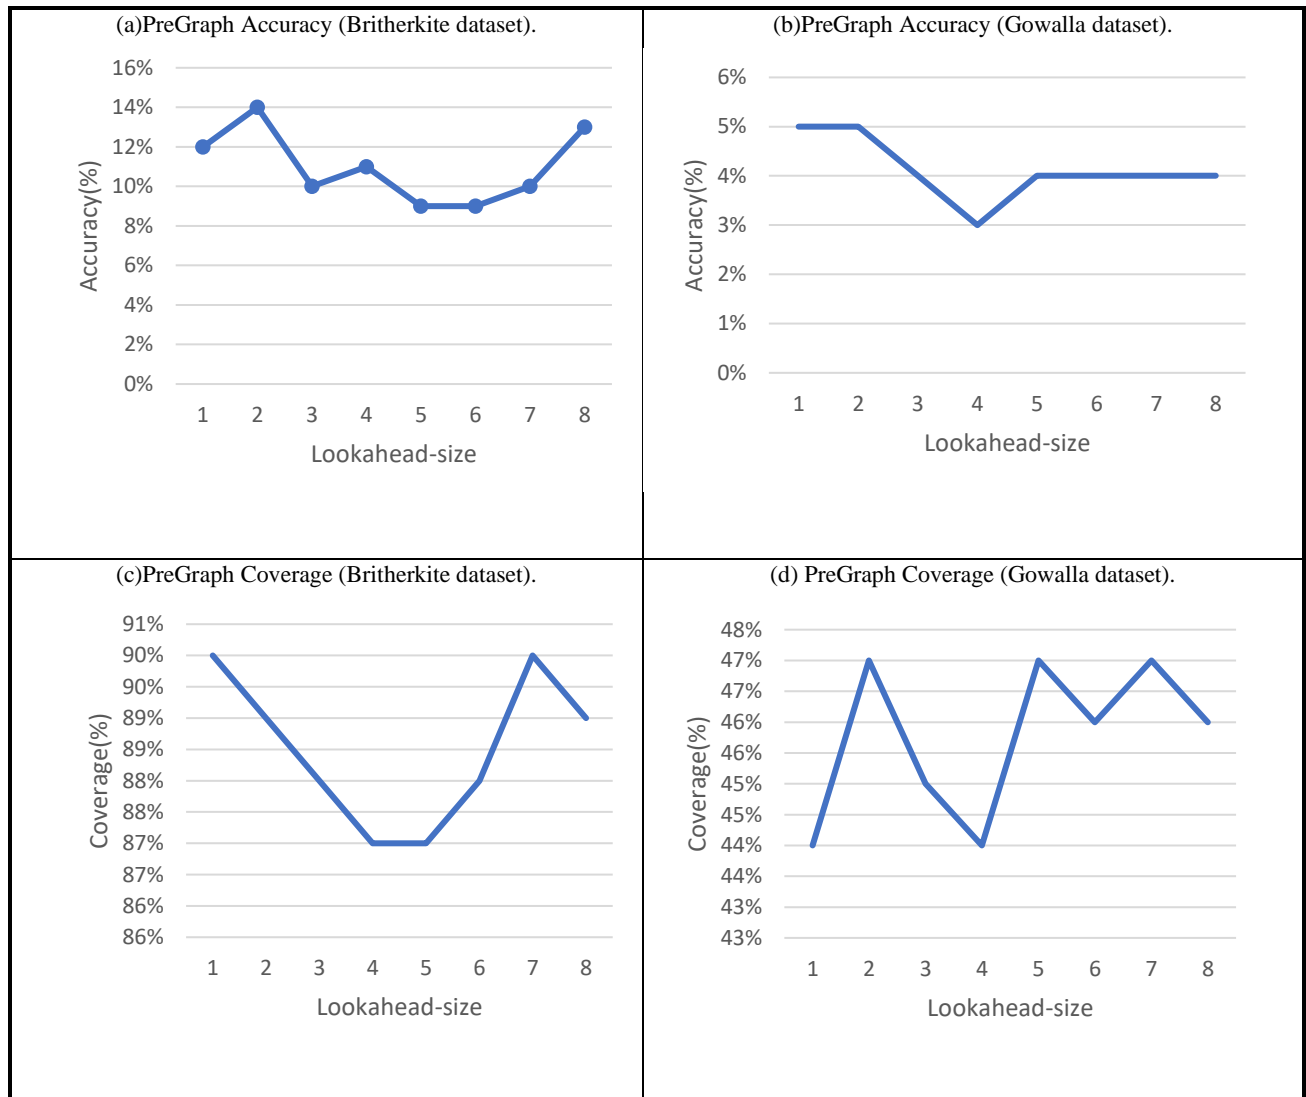 (a)PreGraph Accuracy (Britherkite dataset).
16%
14%
12%
10%
8%
6%
4%
2%
0%
Accuracy(%)
1 2 3 4 5 6 7 8
Lookahead-size
(b)PreGraph Accuracy (Gowalla dataset).
6%
5%
4%
3%
2%
1%
0%
Accuracy(%)
1 2 3 4 5 6 7 8
Lookahead-size
(c)PreGraph Coverage (Britherkite dataset).
91%
90%
90%
89%
89%
88%
88%
87%
87%
86%
86%
Coverage(%)
1 2 3 4 5 6 7 8
Lookahead-size
(d) PreGraph Coverage (Gowalla dataset).
48%
47%
47%
46%
46%
45%
45%
44%
44%
43%
43%
Coverage(%)
1 2 3 4 5 6 7 8
Lookahead-size